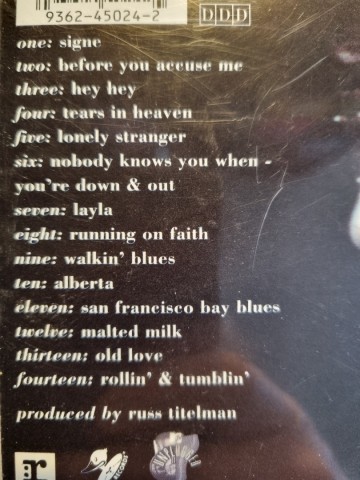 9362-45024-2
DDD
one: signe
two: before you accuse me
three: hey hey
four: tears in heaven
five: lonely stranger
six: nobody knows you when -
you're down & out
seven: layla
eight: running on faith
nine: walkin' blues
ten: alberta
eleven: san francisco bay blues
twelve: malted milk
thirteen: old love
fourteen: rollin' & tumblin'
produced by russ titelman
r